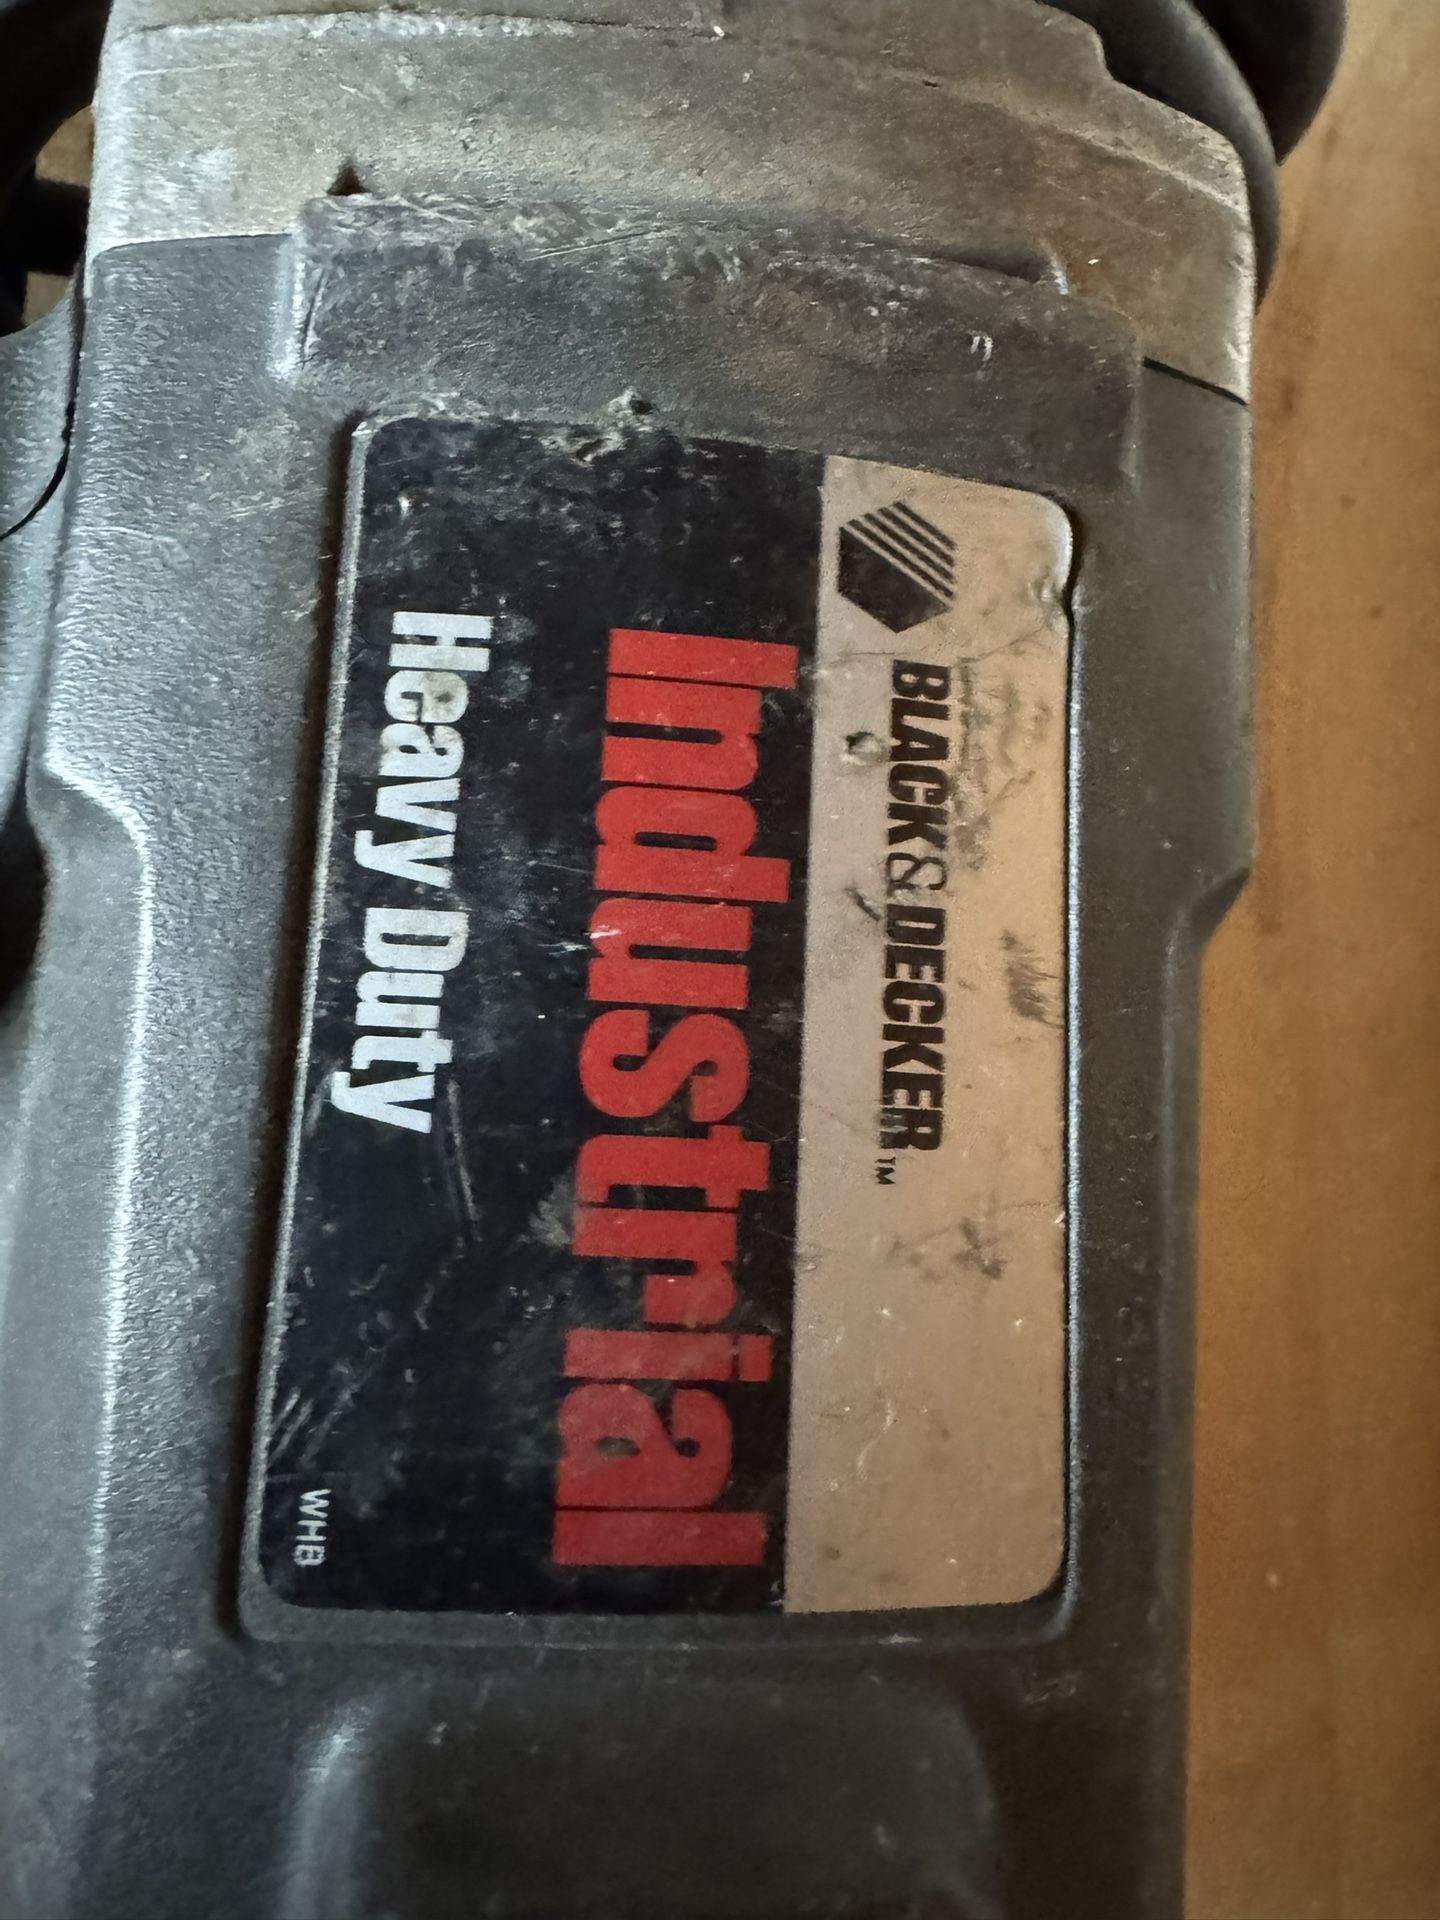 BLACK&DECKER™
Industrial
Heavy Duty
WHB